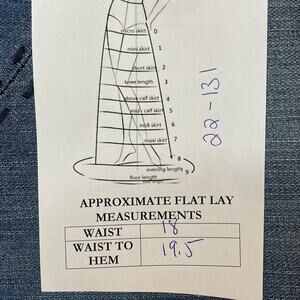 micro skirt 0
mini skirt 1
short skirt 2
knee length 3
above calf skirt 4
mid - calf skirt 5
midi skirt 6
maxi skirt 7
8
evening length 9
floor length
22-131
APPROXIMATE FLAT LAY
MEASUREMENTS
WAIST 18
WAIST TO 19.5
HEM